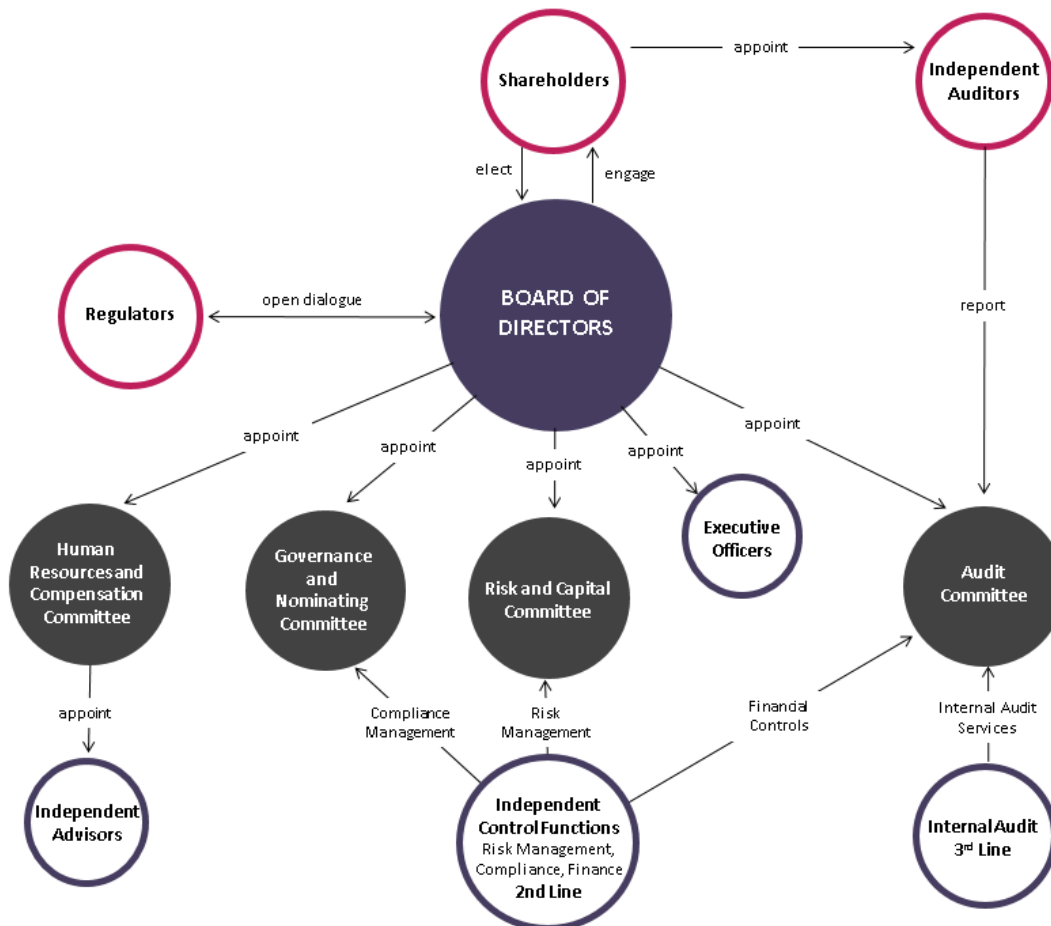 Shareholders
appoint
Independent
Auditors
elect
engage
Regulators
open dialogue
BOARD OF
DIRECTORS
report
appoint
appoint
appoint
appoint
appoint
Human
Resources and
Compensation
Committee
Governance
and
Nominating
Committee
Risk and Capital
Committee
Executive
Officers
Audit
Committee
appoint
Compliance
Management
Risk
Management
Financial
Controls
Internal Audit
Services
Independent
Advisors
Independent
Control Functions
Risk Management,
Compliance, Finance
2nd Line
Internal Audit
3rd Line